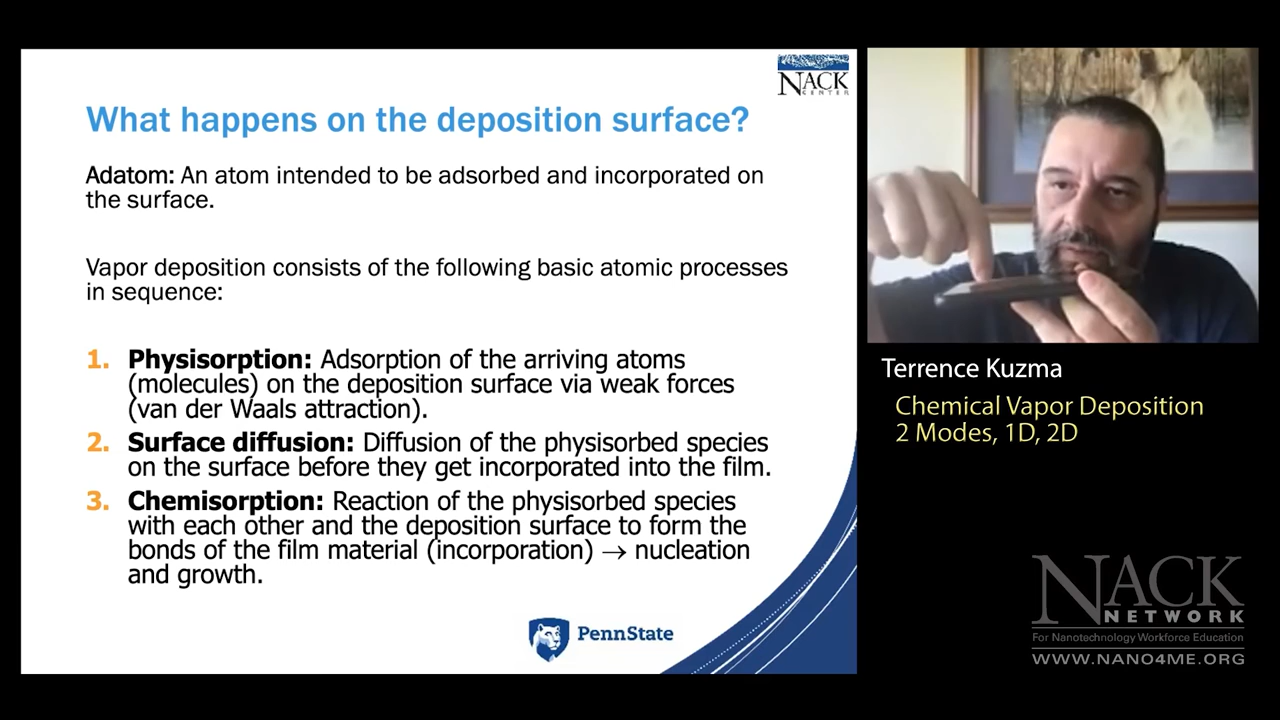 NACK
CENTER
What happens on the deposition surface?
Adatom: An atom intended to be adsorbed and incorporated on
the surface.
Vapor deposition consists of the following basic atomic processes
in sequence:
1. Physisorption: Adsorption of the arriving atoms
(molecules) on the deposition surface via weak forces
(van der Waals attraction).
2. Surface diffusion: Diffusion of the physisorbed species
on the surface before they get incorporated into the film.
3. Chemisorption: Reaction of the physisorbed species
with each other and the deposition surface to form the
bonds of the film material (incorporation) → nucleation
and growth.
PennState
Terrence Kuzma
Chemical Vapor Deposition
2 Modes, 1D, 2D
NACK
NETWORK
For Nanotechnology Workforce Education
WWW.NANO4ME.ORG